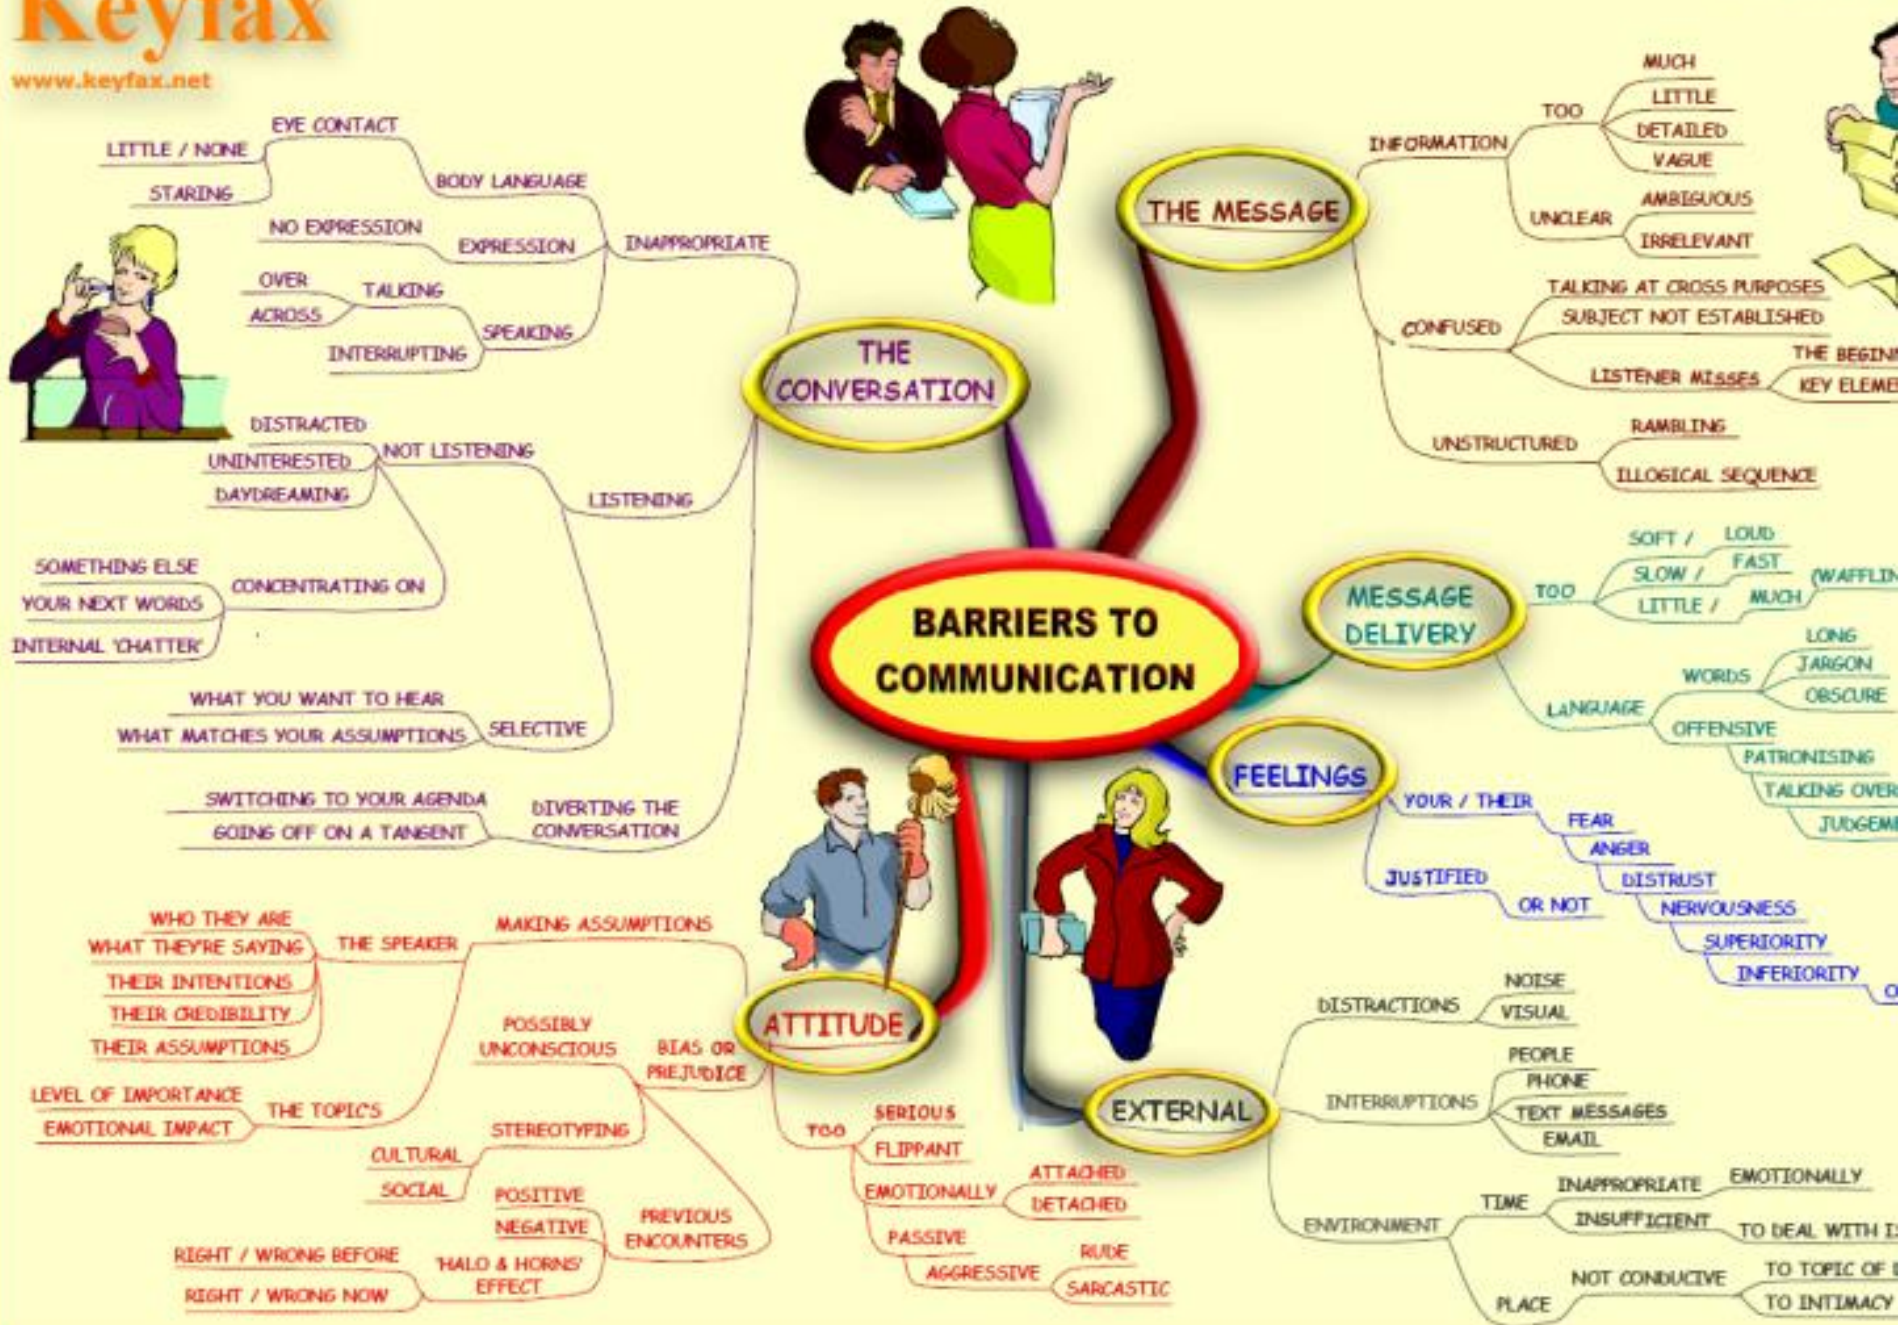 Keyfax
www.keyfax.net
BARRIERS TO
COMMUNICATION
THE MESSAGE
INFORMATION
TOO
MUCH
LITTLE
DETAILED
VAGUE
UNCLEAR
AMBIGUOUS
IRRELEVANT
CONFUSED
TALKING AT CROSS PURPOSES
SUBJECT NOT ESTABLISHED
LISTENER MISSES
THE
KEY
UNSTRUCTURED
RAMBLING
ILLOGICAL SEQUENCE
MESSAGE
DELIVERY
TOO
SOFT / LOUD
SLOW / FAST
LITTLE / MUCH
LANGUAGE
WORDS
LONG
JARGON
OBSCURE
OFFENSIVE
PATRONISING
TALKING OVER
FEELINGS
YOUR / THEIR
FEAR
ANGER
DISTRUST
NERVOUSNESS
SUPERIORITY
INFERIORITY
JUSTIFIED
OR NOT
EXTERNAL
DISTRACTIONS
NOISE
VISUAL
INTERRUPTIONS
PEOPLE
PHONE
TEXT MESSAGES
EMAIL
ENVIRONMENT
TIME
INAPPROPRIATE
EMOTIONALLY
INSUFFICIENT
TO DEAL WITH
PLACE
NOT CONDUCIVE
TO TOPIC OF
TO INTIMACY
ATTITUDE
MAKING ASSUMPTIONS
THE SPEAKER
WHO THEY ARE
WHAT THEY'RE SAYING
THEIR INTENTIONS
THEIR CREDIBILITY
THEIR ASSUMPTIONS
THE TOPICS
LEVEL OF IMPORTANCE
EMOTIONAL IMPACT
BIAS OR
PREJUDICE
POSSIBLY
UNCONSCIOUS
STEREOTYPING
CULTURAL
SOCIAL
PREVIOUS
ENCOUNTERS
POSITIVE
NEGATIVE
'HALO & HORNS'
EFFECT
RIGHT / WRONG BEFORE
RIGHT / WRONG NOW
TOO
SERIOUS
FLIPPANT
EMOTIONALLY
ATTACHED
DETACHED
PASSIVE
AGGRESSIVE
RUDE
SARCASTIC
THE
CONVERSATION
INAPPROPRIATE
BODY LANGUAGE
EYE CONTACT
LITTLE / NONE
STARING
EXPRESSION
NO EXPRESSION
SPEAKING
TALKING
OVER
ACROSS
INTERRUPTING
LISTENING
NOT LISTENING
DISTRACTED
UNINTERESTED
DAYDREAMING
CONCENTRATING ON
SOMETHING ELSE
YOUR NEXT WORDS
INTERNAL 'CHATTER'
SELECTIVE
WHAT YOU WANT TO HEAR
WHAT MATCHES YOUR ASSUMPTIONS
DIVERTING THE
CONVERSATION
SWITCHING TO YOUR AGENDA
GOING OFF ON A TANGENT